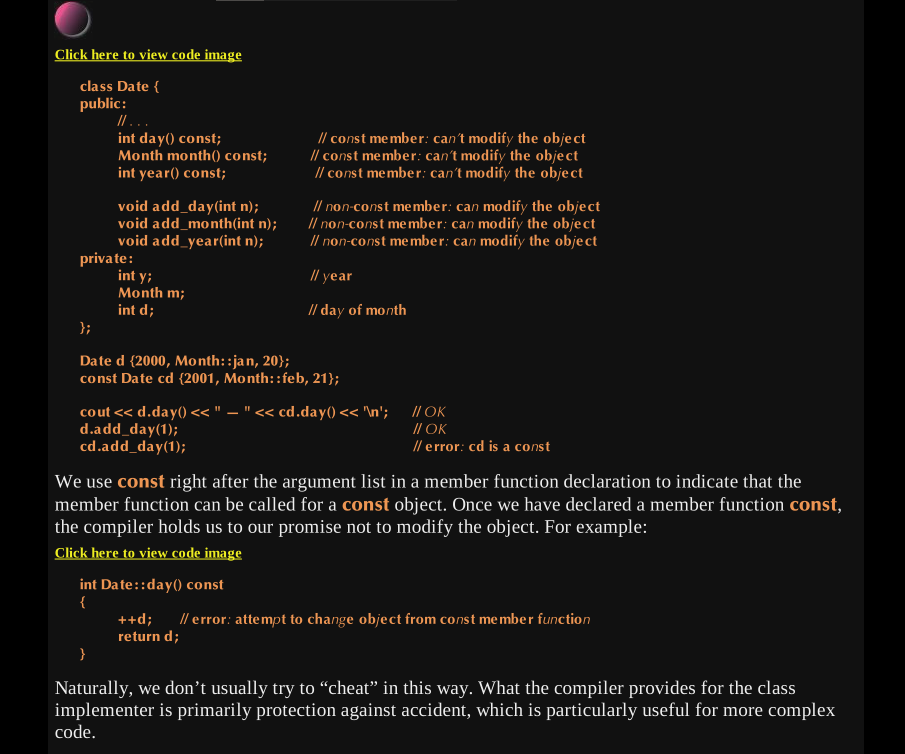 Click here to view code image
class Date {
public:
// . . .
int day() const; // const member: can't modify the object
Month month() const; // const member: can't modify the object
int year() const; // const member: can't modify the object
void add_day(int n); // non-const member: can modify the object
void add_month(int n); // non-const member: can modify the object
void add_year(int n); // non-const member: can modify the object
private:
int y; // year
Month m;
int d; // day of month
};
Date d {2000, Month::jan, 20};
const Date cd {2001, Month::feb, 21};
cout << d.day() << " — " << cd.day() << '\n'; // OK
d.add_day(1); // OK
cd.add_day(1); // error: cd is a const
We use const right after the argument list in a member function declaration to indicate that the
member function can be called for a const object. Once we have declared a member function const,
the compiler holds us to our promise not to modify the object. For example:
Click here to view code image
int Date::day() const
{
++d; // error: attempt to change object from const member function
return d;
}
Naturally, we don’t usually try to “cheat” in this way. What the compiler provides for the class
implementer is primarily protection against accident, which is particularly useful for more complex
code.